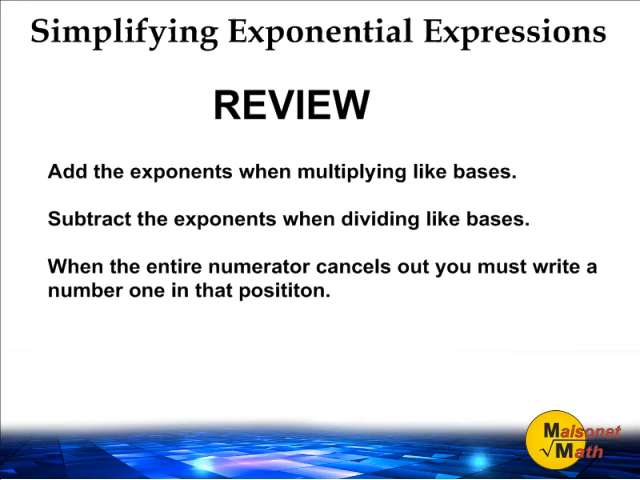 Simplifying Exponential Expressions
REVIEW
Add the exponents when multiplying like bases.
Subtract the exponents when dividing like bases.
When the entire numerator cancels out you must write a
number one in that posititon.
Maisonet
√Math